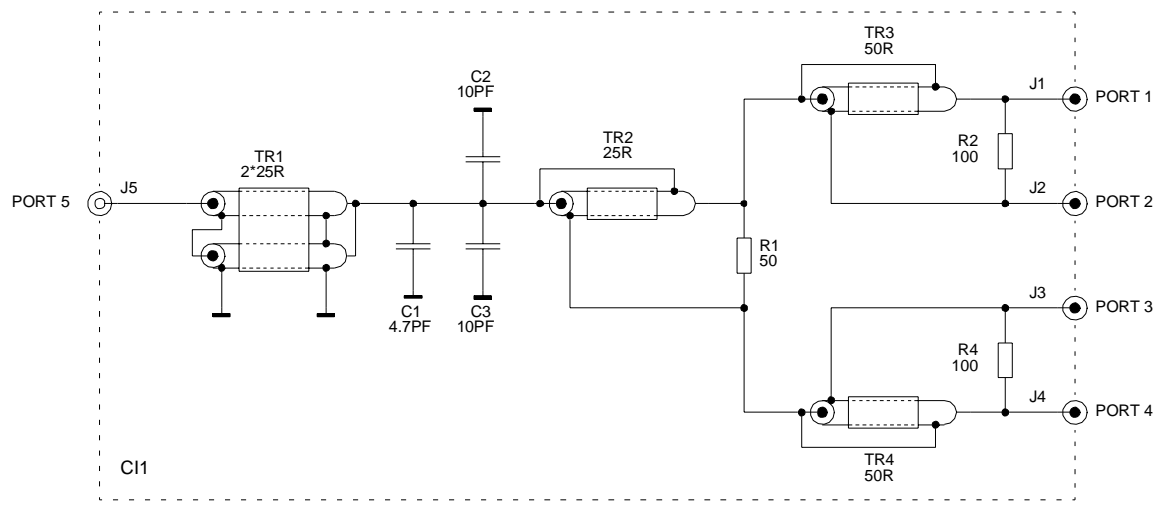 TR3
50R
J1
PORT 1
C2
10PF
R2
100
TR2
25R
TR1
2*25R
PORT 5
J5
J2
PORT 2
R1
50
J3
PORT 3
C1
4.7PF
C3
10PF
R4
100
J4
PORT 4
TR4
50R
CI1